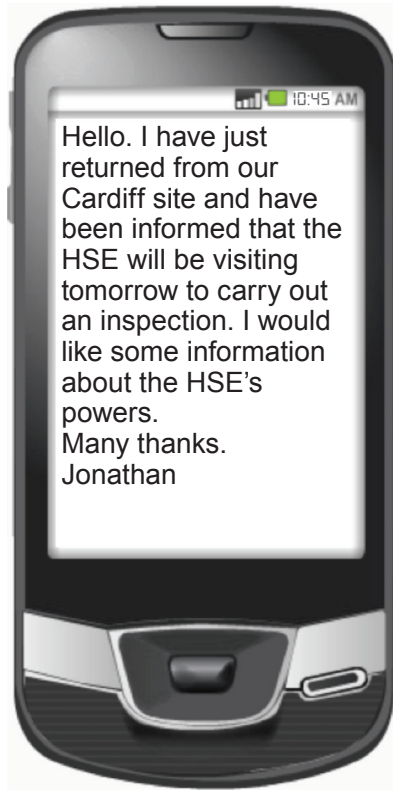 10:45 AM
Hello. I have just
returned from our
Cardiff site and have
been informed that the
HSE will be visiting
tomorrow to carry out
an inspection. I would
like some information
about the HSE’s
powers.
Many thanks.
Jonathan